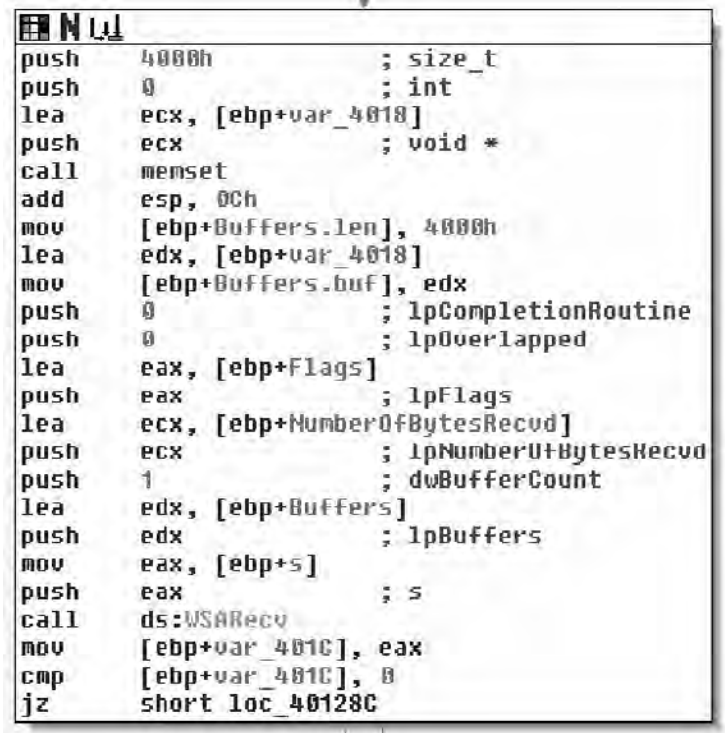 push 4000h ; size_t
push 0 ; int
lea ecx, [ebp+var_4018]
push ecx ; void *
call memset
add esp, 0Ch
mov [ebp+Buffers.len], 4000h
lea edx, [ebp+var_4018]
mov [ebp+Buffers.buf], edx
push 0 ; lpCompletionRoutine
push 0 ; lpOverlapped
lea eax, [ebp+Flags]
push eax ; lpFlags
lea ecx, [ebp+NumberOfBytesRecvd]
push ecx ; lpNumberOfBytesRecvd
push 1 ; dwBufferCount
lea edx, [ebp+Buffers]
push edx ; lpBuffers
mov eax, [ebp+s]
push eax ; s
call ds:WSARecv
mov [ebp+var_401C], eax
cmp [ebp+var_401C], 0
jz short loc_40128C